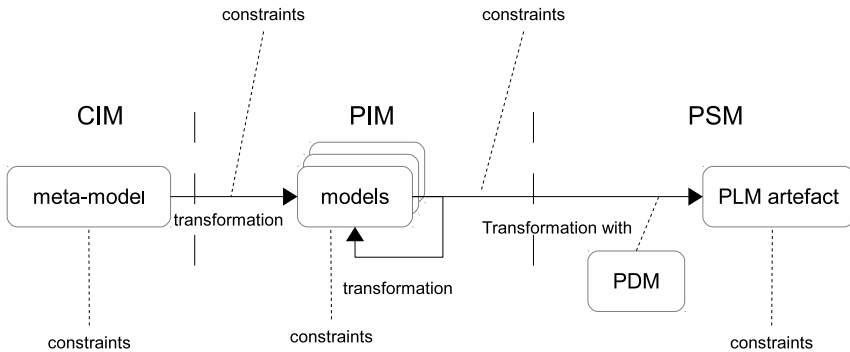 constraints
constraints
CIM
PIM
PSM
meta-model
models
PLM artefact
transformation
Transformation with
PDM
transformation
constraints
constraints
constraints